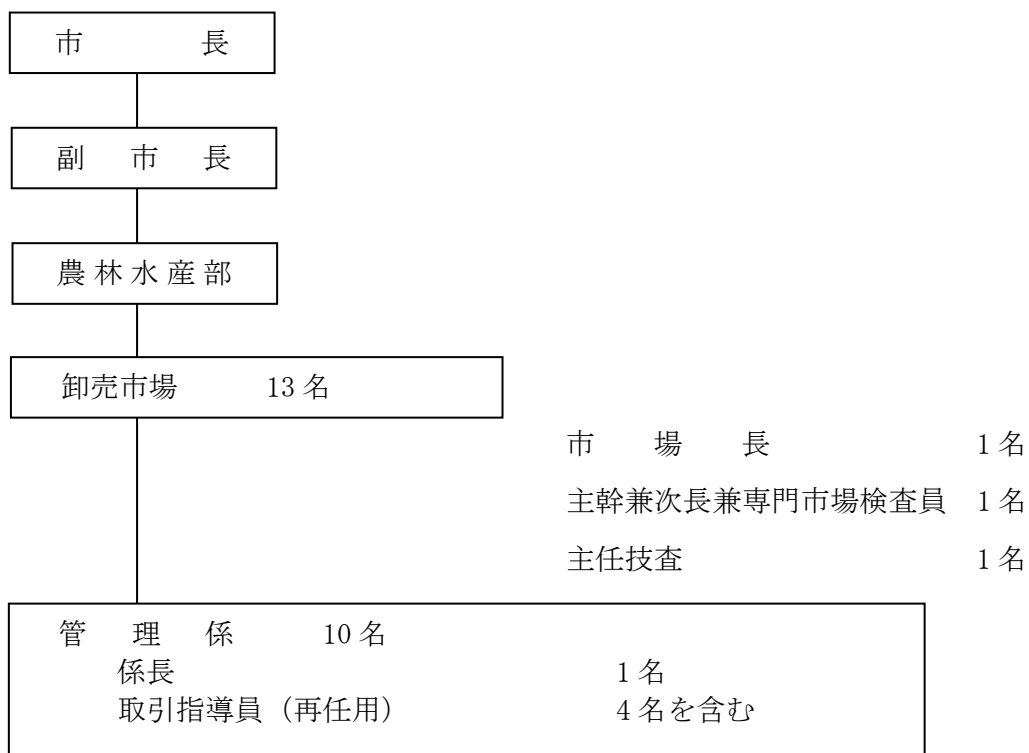 市　　　　長
副　市　長
農林水産部
卸売市場　　13名
市　場　長　　1名
主幹兼次長兼専門市場検査員　1名
主任技査　　1名
管　理　係　　10名
係長　　1名
取引指導員（再任用）　　4名を含む